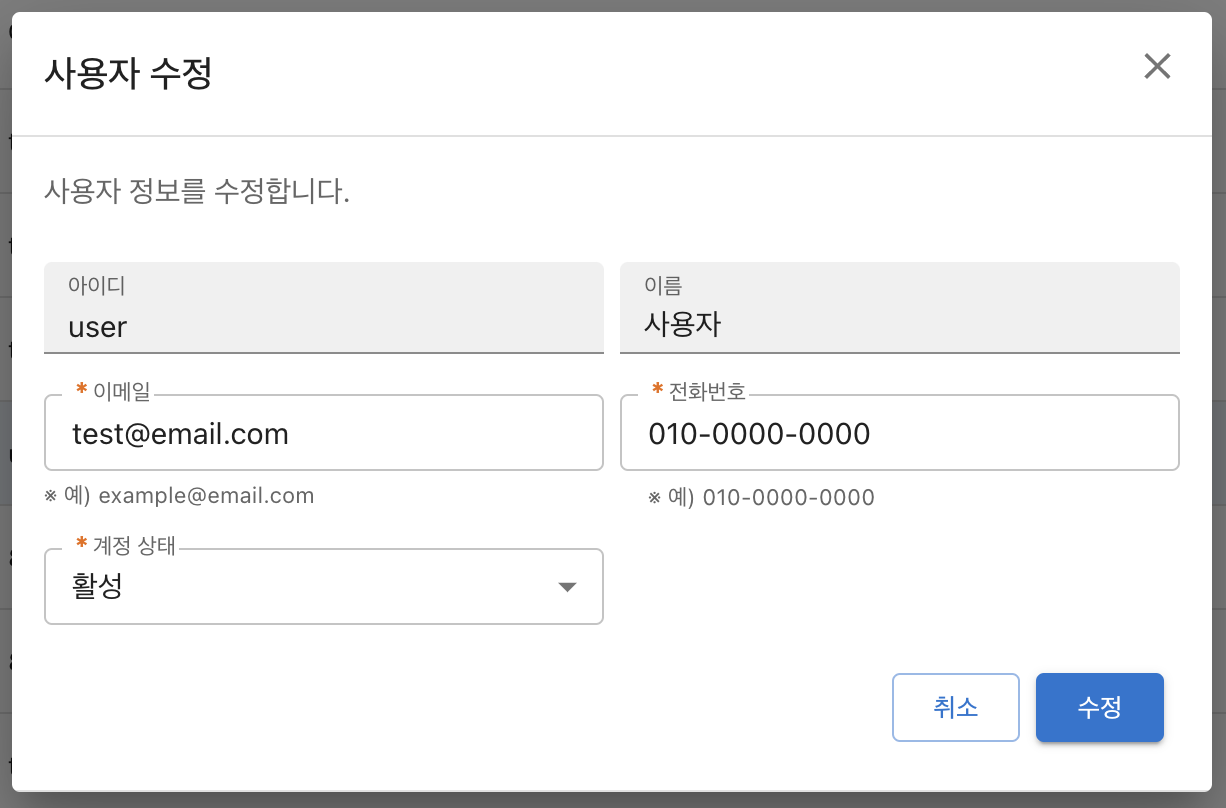 사용자 수정
사용자 정보를 수정합니다.
아이디
user
이름
사용자
* 이메일
test@email.com
※ 예) example@email.com
* 전화번호
010-0000-0000
※ 예) 010-0000-0000
* 계정 상태
활성
취소
수정